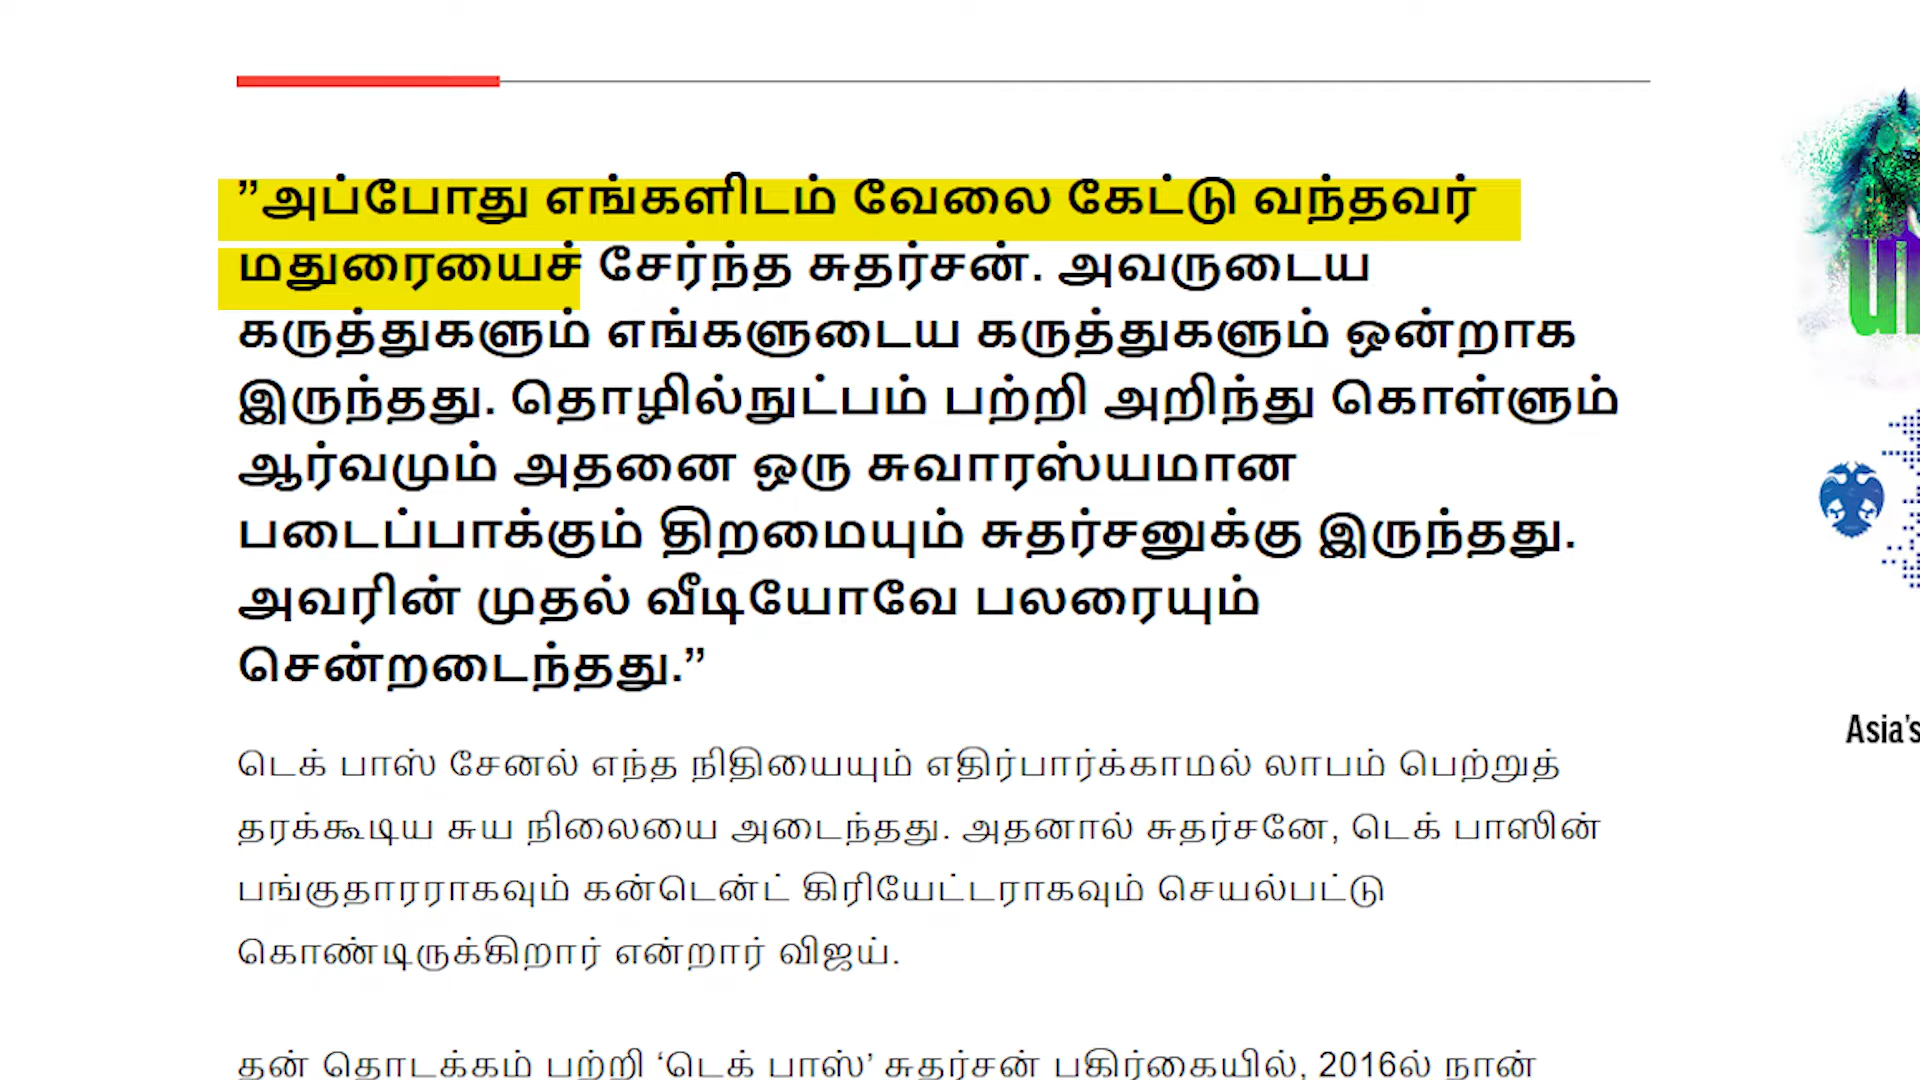 ”அப்போது எங்களிடம் வேலை கேட்டு வந்தவர்
மதுரையைச் சேர்ந்த சுதர்சன். அவருடைய
கருத்துகளும் எங்களுடைய கருத்துகளும் ஒன்றாக
இருந்தது. தொழில்நுட்பம் பற்றி அறிந்து கொள்ளும்
ஆர்வமும் அதனை ஒரு சுவாரஸ்யமான
படைப்பாக்கும் திறமையும் சுதர்சனுக்கு இருந்தது.
அவரின் முதல் வீடியோவே பலரையும்
சென்றடைந்தது.”
டெக் பாஸ் சேனல் எந்த நிதியையும் எதிர்பார்க்காமல் லாபம் பெற்றுத்
தரக்கூடிய சுய நிலையை அடைந்தது. அதனால் சுதர்சனே, டெக் பாஸின்
பங்குதாரராகவும் கன்டென்ட் கிரியேட்டராகவும் செயல்பட்டு
கொண்டிருக்கிறார் என்றார் விஜய்.
தன் தொடக்கம் பற்றி ‘டெக் பாஸ்’ சுதர்சன் பகிர்கையில், 2016ல் நான்
Asia's